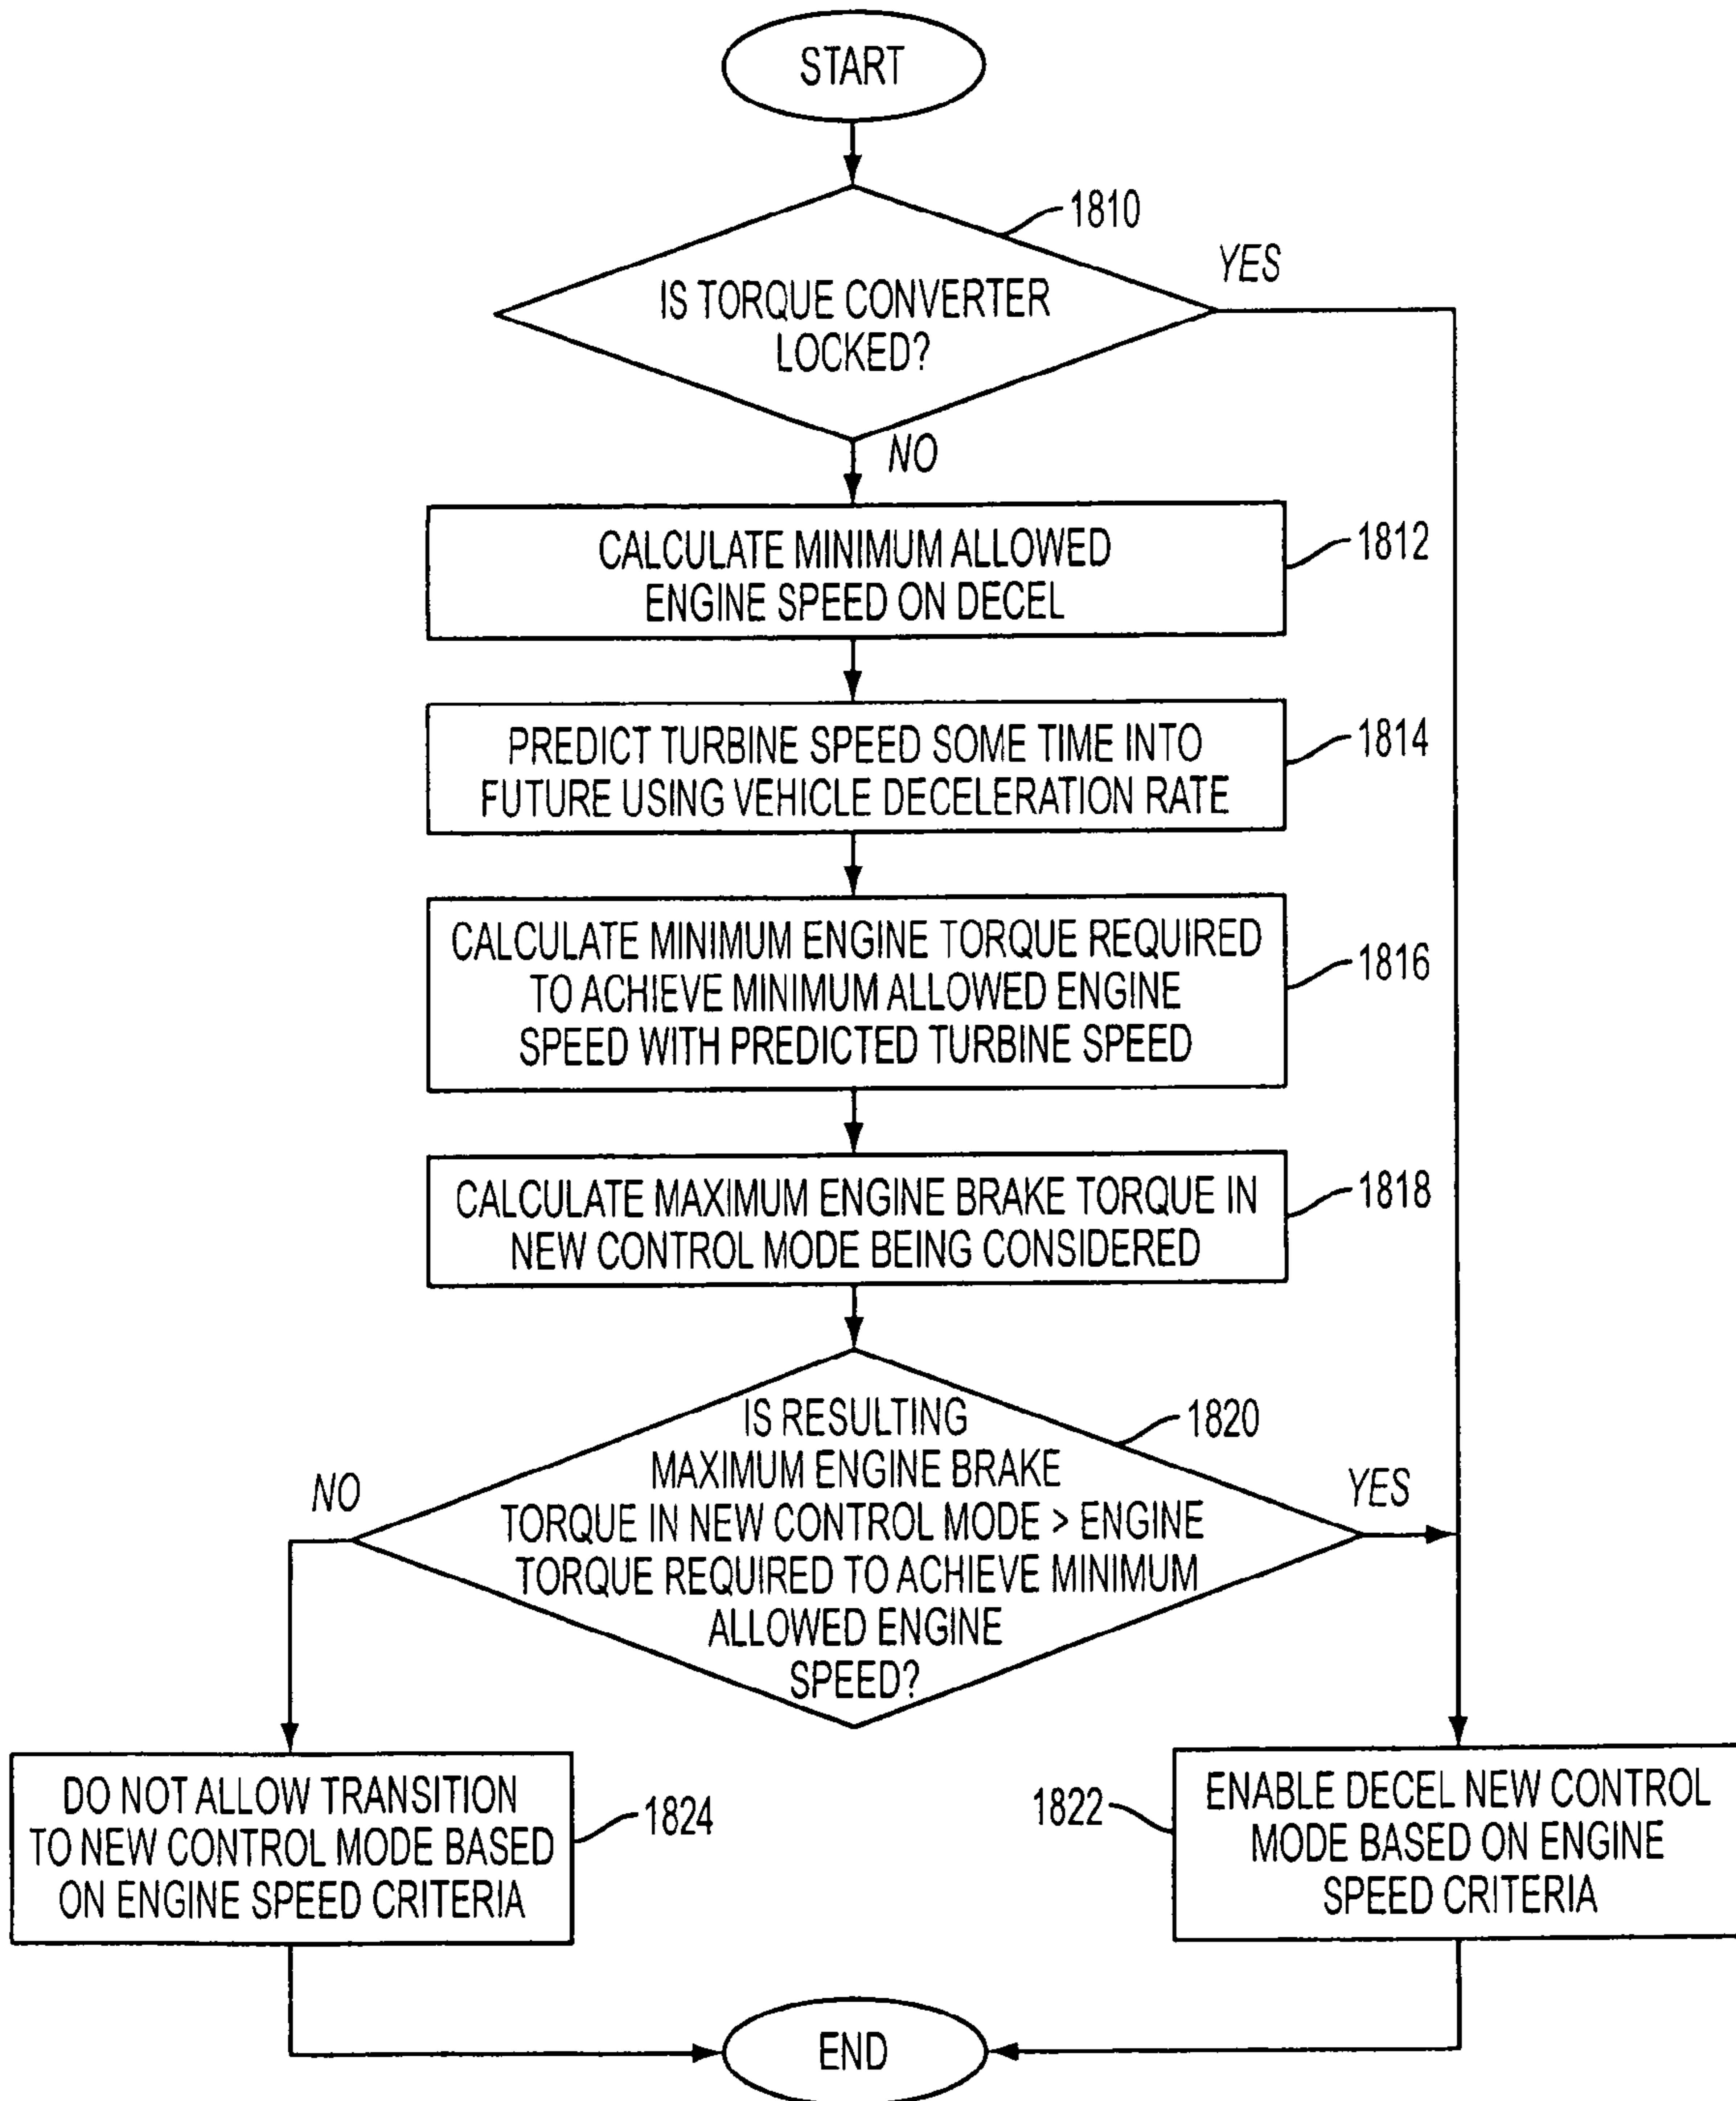 START
1810
YES
IS TORQUE CONVERTER
LOCKED?
NO
CALCULATE MINIMUM ALLOWED
ENGINE SPEED ON DECEL
1812
PREDICT TURBINE SPEED SOME TIME INTO
FUTURE USING VEHICLE DECELERATION RATE
1814
CALCULATE MINIMUM ENGINE TORQUE REQUIRED
TO ACHIEVE MINIMUM ALLOWED ENGINE
SPEED WITH PREDICTED TURBINE SPEED
1816
CALCULATE MAXIMUM ENGINE BRAKE TORQUE IN
NEW CONTROL MODE BEING CONSIDERED
1818
IS RESULTING
MAXIMUM ENGINE BRAKE
TORQUE IN NEW CONTROL MODE > ENGINE
TORQUE REQUIRED TO ACHIEVE MINIMUM
ALLOWED ENGINE
SPEED?
1820
NO
YES
DO NOT ALLOW TRANSITION
TO NEW CONTROL MODE BASED
ON ENGINE SPEED CRITERIA
1824
1822
ENABLE DECEL NEW CONTROL
MODE BASED ON ENGINE
SPEED CRITERIA
END